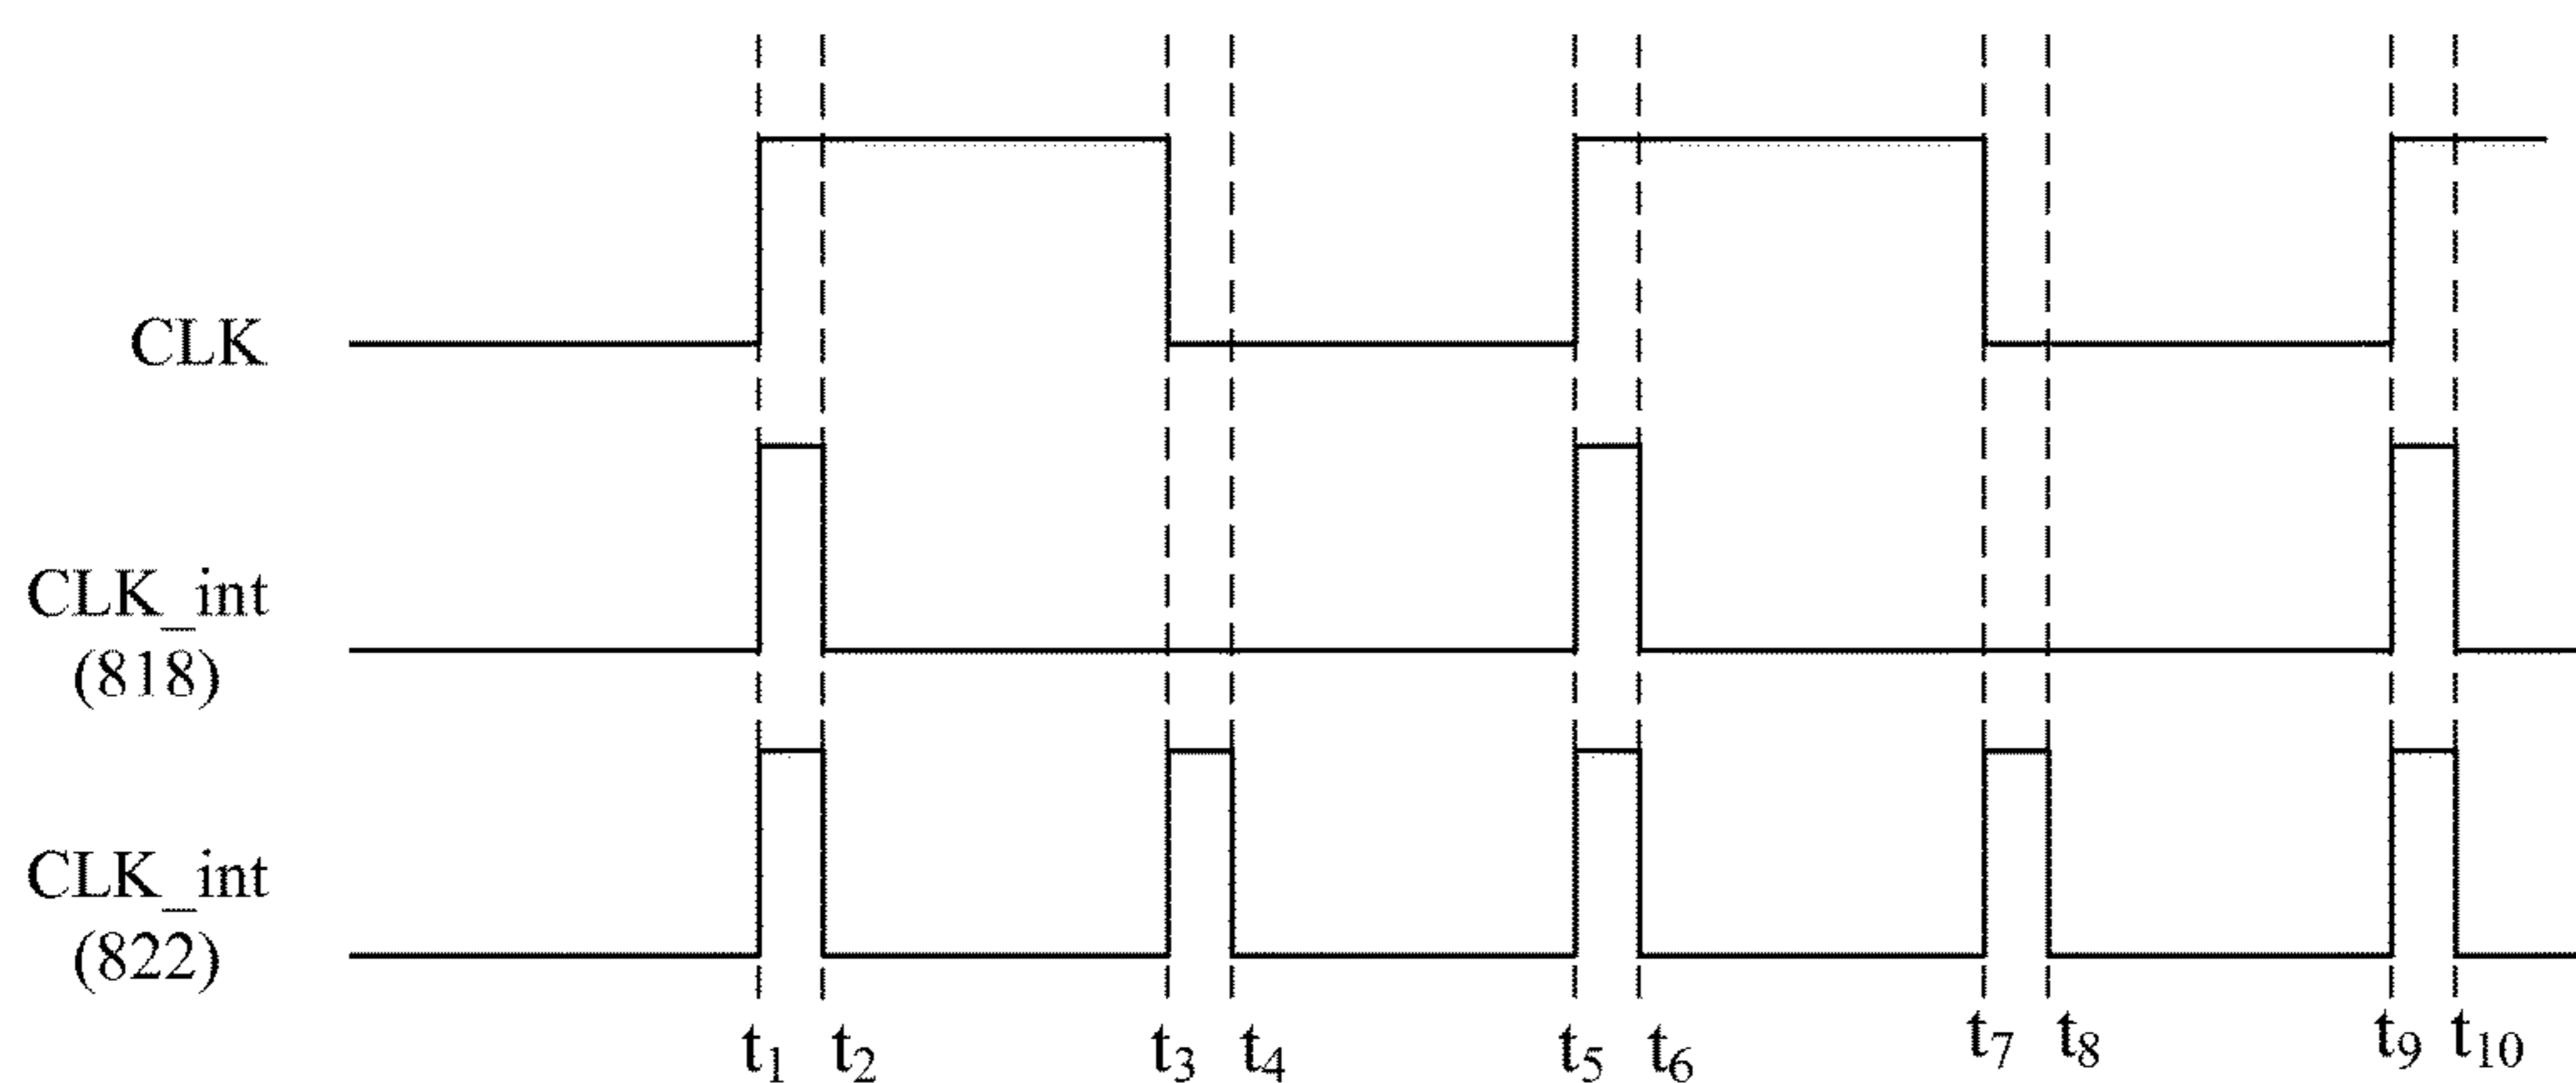 CLK
CLK_int
(818)
CLK_int
(822)
t1 t2 t3 t4 t5 t6 t7 t8 t9 t10